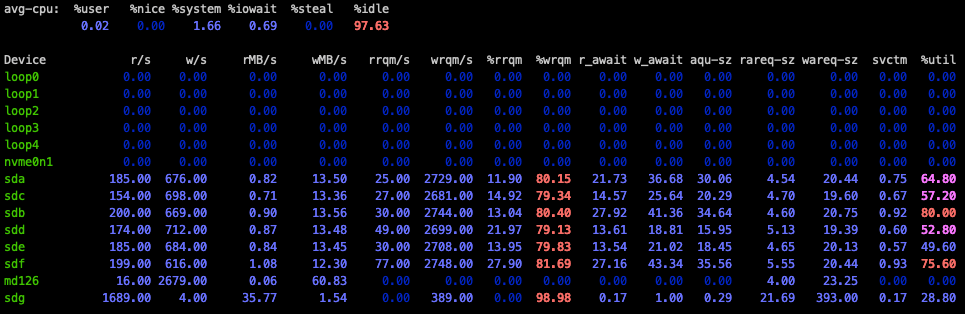 avg-cpu: %user %nice %system %iowait %steal %idle
0.02 0.00 1.66 0.69 0.00 97.63
Device r/s w/s rMB/s wMB/s rrqm/s wrqm/s %rrqm %wrqm r_await w_await aqu-sz rareq-sz wareq-sz svctm %util
loop0 0.00 0.00 0.00 0.00 0.00 0.00 0.00 0.00 0.00 0.00 0.00 0.00 0.00 0.00 0.00
loop1 0.00 0.00 0.00 0.00 0.00 0.00 0.00 0.00 0.00 0.00 0.00 0.00 0.00 0.00 0.00
loop2 0.00 0.00 0.00 0.00 0.00 0.00 0.00 0.00 0.00 0.00 0.00 0.00 0.00 0.00 0.00
loop3 0.00 0.00 0.00 0.00 0.00 0.00 0.00 0.00 0.00 0.00 0.00 0.00 0.00 0.00 0.00
loop4 0.00 0.00 0.00 0.00 0.00 0.00 0.00 0.00 0.00 0.00 0.00 0.00 0.00 0.00 0.00
nvme0n1 0.00 0.00 0.00 0.00 0.00 0.00 0.00 0.00 0.00 0.00 0.00 0.00 0.00 0.00 0.00
sda 185.00 676.00 0.82 13.50 25.00 2729.00 11.90 80.15 21.73 36.68 30.06 4.54 20.44 0.75 64.80
sdc 154.00 698.00 0.71 13.36 27.00 2681.00 14.92 79.34 14.57 25.64 20.29 4.70 19.60 0.67 57.20
sdb 200.00 669.00 0.90 13.56 30.00 2744.00 13.04 80.40 27.92 41.36 34.64 4.60 20.75 0.92 80.00
sdd 174.00 712.00 0.87 13.48 49.00 2699.00 21.97 79.13 13.61 18.81 15.95 5.13 19.39 0.60 52.80
sde 185.00 684.00 0.84 13.45 30.00 2708.00 13.95 79.83 13.54 21.02 18.45 4.65 20.13 0.57 49.60
sdf 199.00 616.00 1.08 12.30 77.00 2748.00 27.90 81.69 27.16 43.34 35.56 5.55 20.44 0.93 75.60
md126 16.00 2679.00 0.06 60.83 0.00 0.00 0.00 0.00 0.00 0.00 0.00 4.00 23.25 0.00 0.00
sdg 1689.00 4.00 35.77 1.54 0.00 389.00 0.00 98.98 0.17 1.00 0.29 21.69 393.00 0.17 28.80